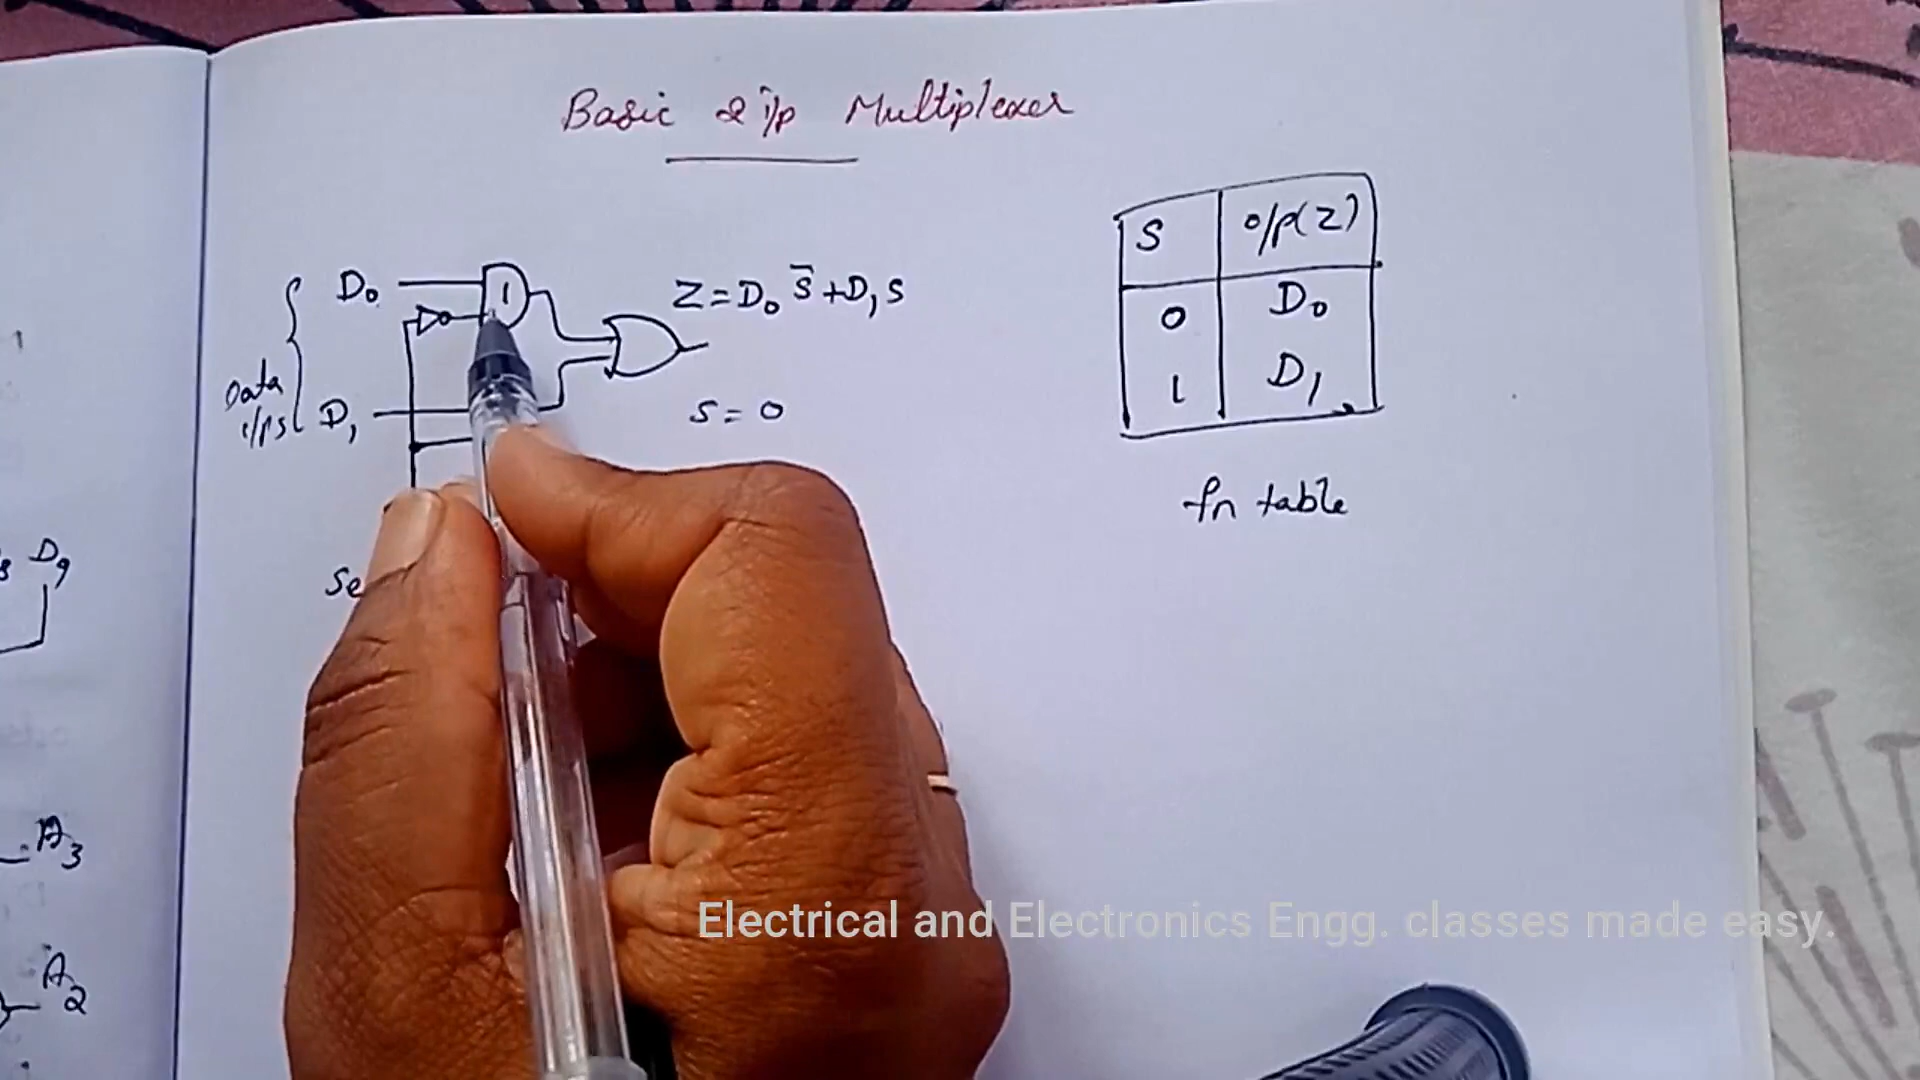 Basic 2 i/p Multiplexer
D₀
1
Z = D₀ S̅ + D₁ S
Data
i/ps
D₁
S = 0
Se
S o/p(Z)
0 D₀
1 D₁
fn table
D₉
A₃
A₂
Electrical and Electronics Engg. classes made easy.